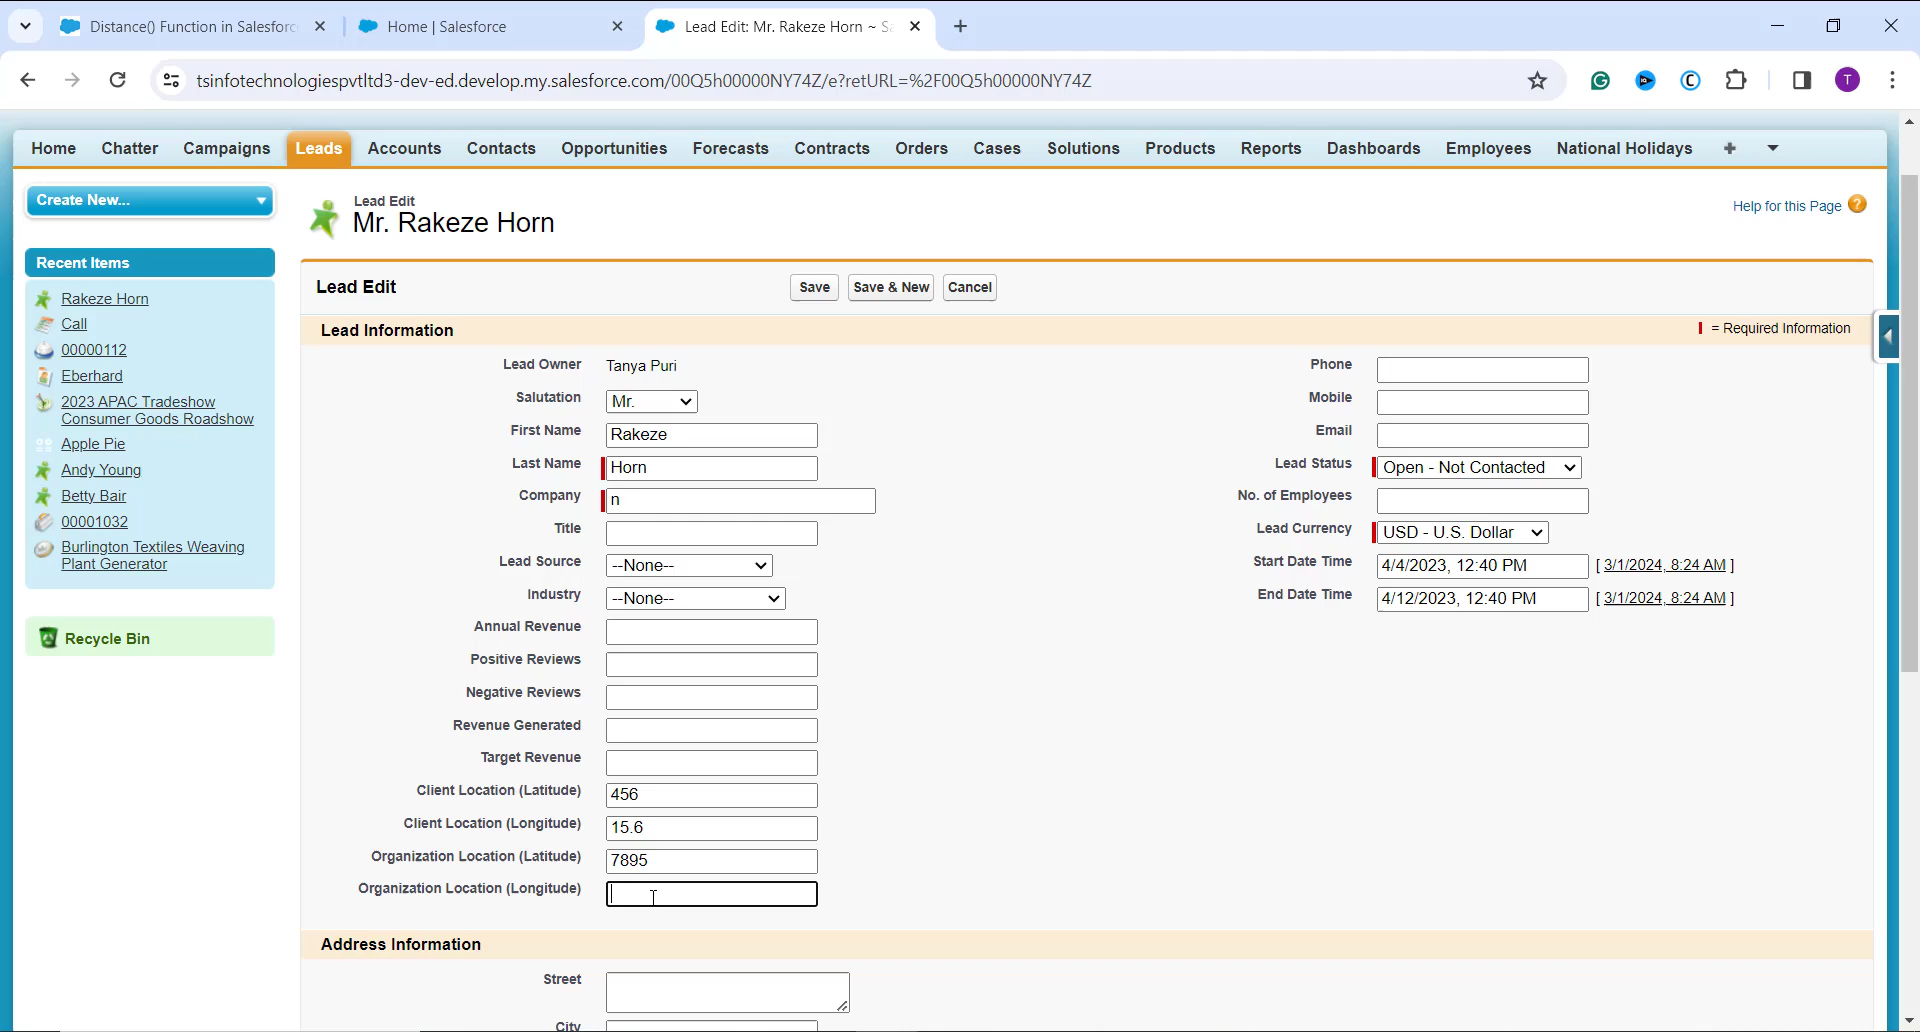 Distance() Function in Salesforc
Home | Salesforce
Lead Edit: Mr. Rakeze Horn ~ Sa
tsinfotechnologiespvtltd3-dev-ed.develop.my.salesforce.com/00Q5h00000NY74Z/e?retURL=%2F00Q5h00000NY74Z
T
Home Chatter Campaigns Leads Accounts Contacts Opportunities Forecasts Contracts Orders Cases Solutions Products Reports Dashboards Employees National Holidays +
Create New...
Recent Items
Rakeze Horn
Call
00000112
Eberhard
2023 APAC Tradeshow
Consumer Goods Roadshow
Apple Pie
Andy Young
Betty Bair
00001032
Burlington Textiles Weaving
Plant Generator
Recycle Bin
Lead Edit
Mr. Rakeze Horn
Help for this Page ?
Lead Edit
Save
Save & New
Cancel
Lead Information
= Required Information
Lead Owner Tanya Puri
Salutation Mr.
First Name Rakeze
Last Name Horn
Company n
Title
Lead Source --None--
Industry --None--
Annual Revenue
Positive Reviews
Negative Reviews
Revenue Generated
Target Revenue
Client Location (Latitude) 456
Client Location (Longitude) 15.6
Organization Location (Latitude) 7895
Organization Location (Longitude)
Phone
Mobile
Email
Lead Status Open - Not Contacted
No. of Employees
Lead Currency USD - U.S. Dollar
Start Date Time 4/4/2023, 12:40 PM [ 3/1/2024, 8:24 AM ]
End Date Time 4/12/2023, 12:40 PM [ 3/1/2024, 8:24 AM ]
Address Information
Street
City